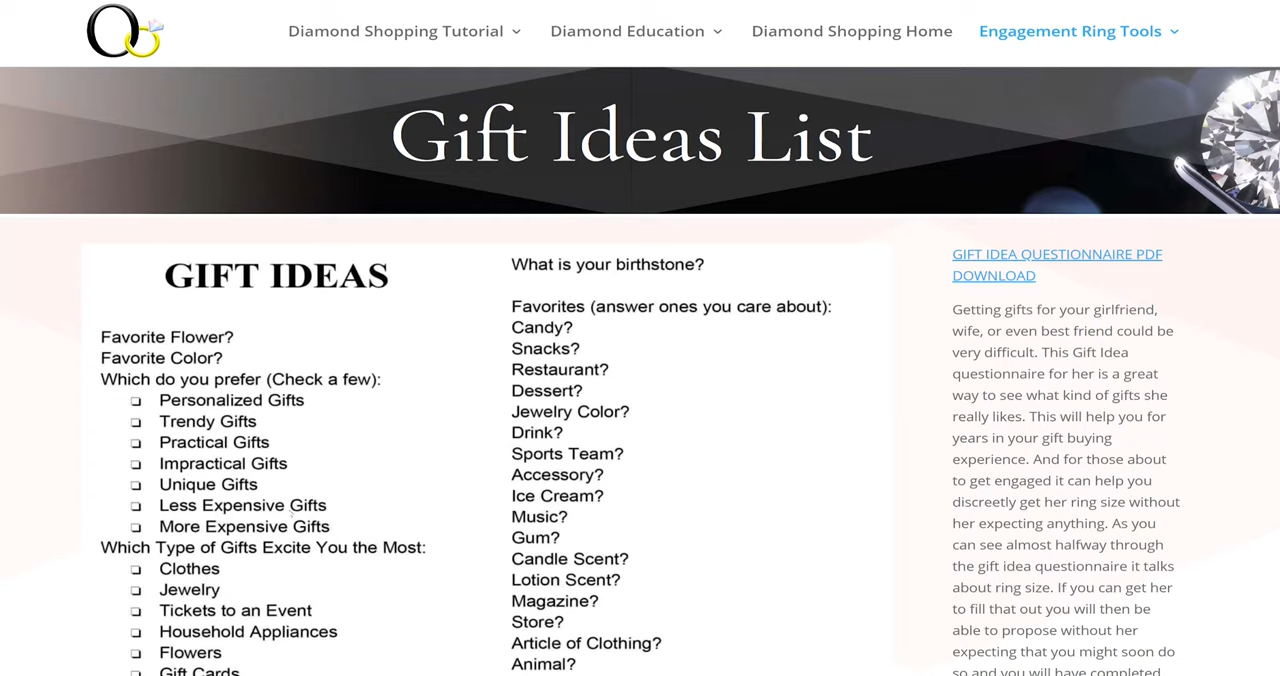 Diamond Shopping Tutorial
Diamond Education
Diamond Shopping Home
Engagement Ring Tools
Gift Ideas List
GIFT IDEAS
Favorite Flower?
Favorite Color?
Which do you prefer (Check a few):
Personalized Gifts
Trendy Gifts
Practical Gifts
Impractical Gifts
Unique Gifts
Less Expensive Gifts
More Expensive Gifts
Which Type of Gifts Excite You the Most:
Clothes
Jewelry
Tickets to an Event
Household Appliances
Flowers
Gift Cards
What is your birthstone?
Favorites (answer ones you care about):
Candy?
Snacks?
Restaurant?
Dessert?
Jewelry Color?
Drink?
Sports Team?
Accessory?
Ice Cream?
Music?
Gum?
Candle Scent?
Lotion Scent?
Magazine?
Store?
Article of Clothing?
Animal?
GIFT IDEA QUESTIONNAIRE PDF
DOWNLOAD
Getting gifts for your girlfriend,
wife, or even best friend could be
very difficult. This Gift Idea
questionnaire for her is a great
way to see what kind of gifts she
really likes. This will help you for
years in your gift buying
experience. And for those about
to get engaged it can help you
discreetly get her ring size without
her expecting anything. As you
can see almost halfway through
the gift idea questionnaire it talks
about ring size. If you can get her
to fill that out you will then be
able to propose without her
expecting that you might soon do
so and you will have completed